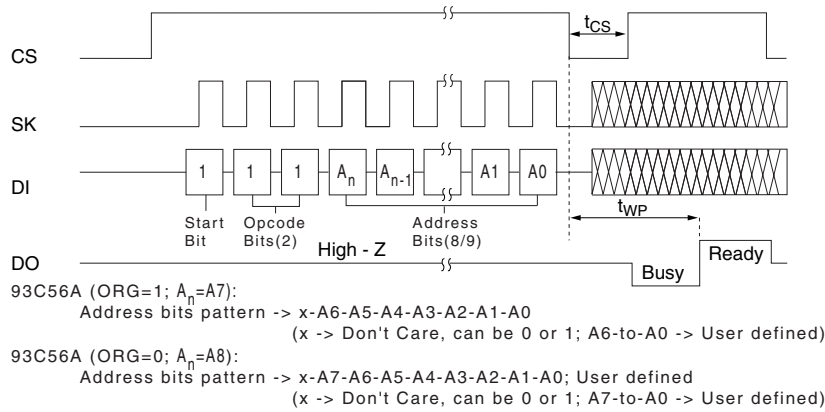 tCS
CS
SK
DI
1 1 1 An An-1 A1 A0
tWP
Start Bit
Opcode Bits(2)
Address Bits(8/9)
High - Z
Ready
DO
Busy
93C56A (ORG=1; An=A7):
Address bits pattern -> x-A6-A5-A4-A3-A2-A1-A0
(x -> Don't Care, can be 0 or 1; A6-to-A0 -> User defined)
93C56A (ORG=0; An=A8):
Address bits pattern -> x-A7-A6-A5-A4-A3-A2-A1-A0; User defined
(x -> Don't Care, can be 0 or 1; A7-to-A0 -> User defined)